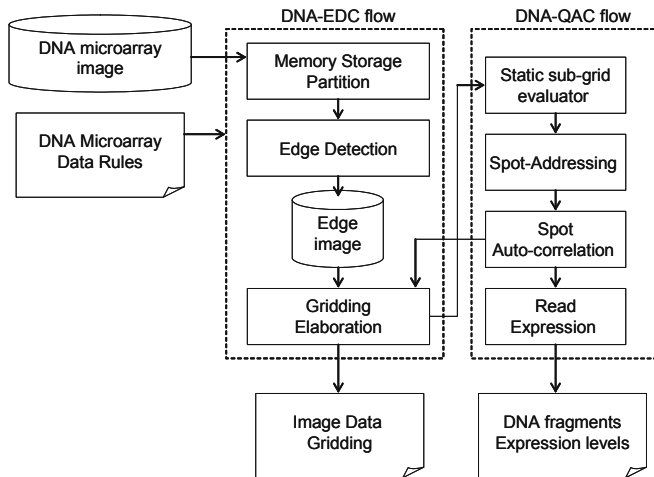 DNA-EDC flow
DNA-QAC flow
DNA microarray
image
DNA Microarray
Data Rules
Memory Storage
Partition
Edge Detection
Edge
image
Gridding
Elaboration
Image Data
Gridding
Static sub-grid
evaluator
Spot-Addressing
Spot
Auto-correlation
Read
Expression
DNA fragments
Expression levels